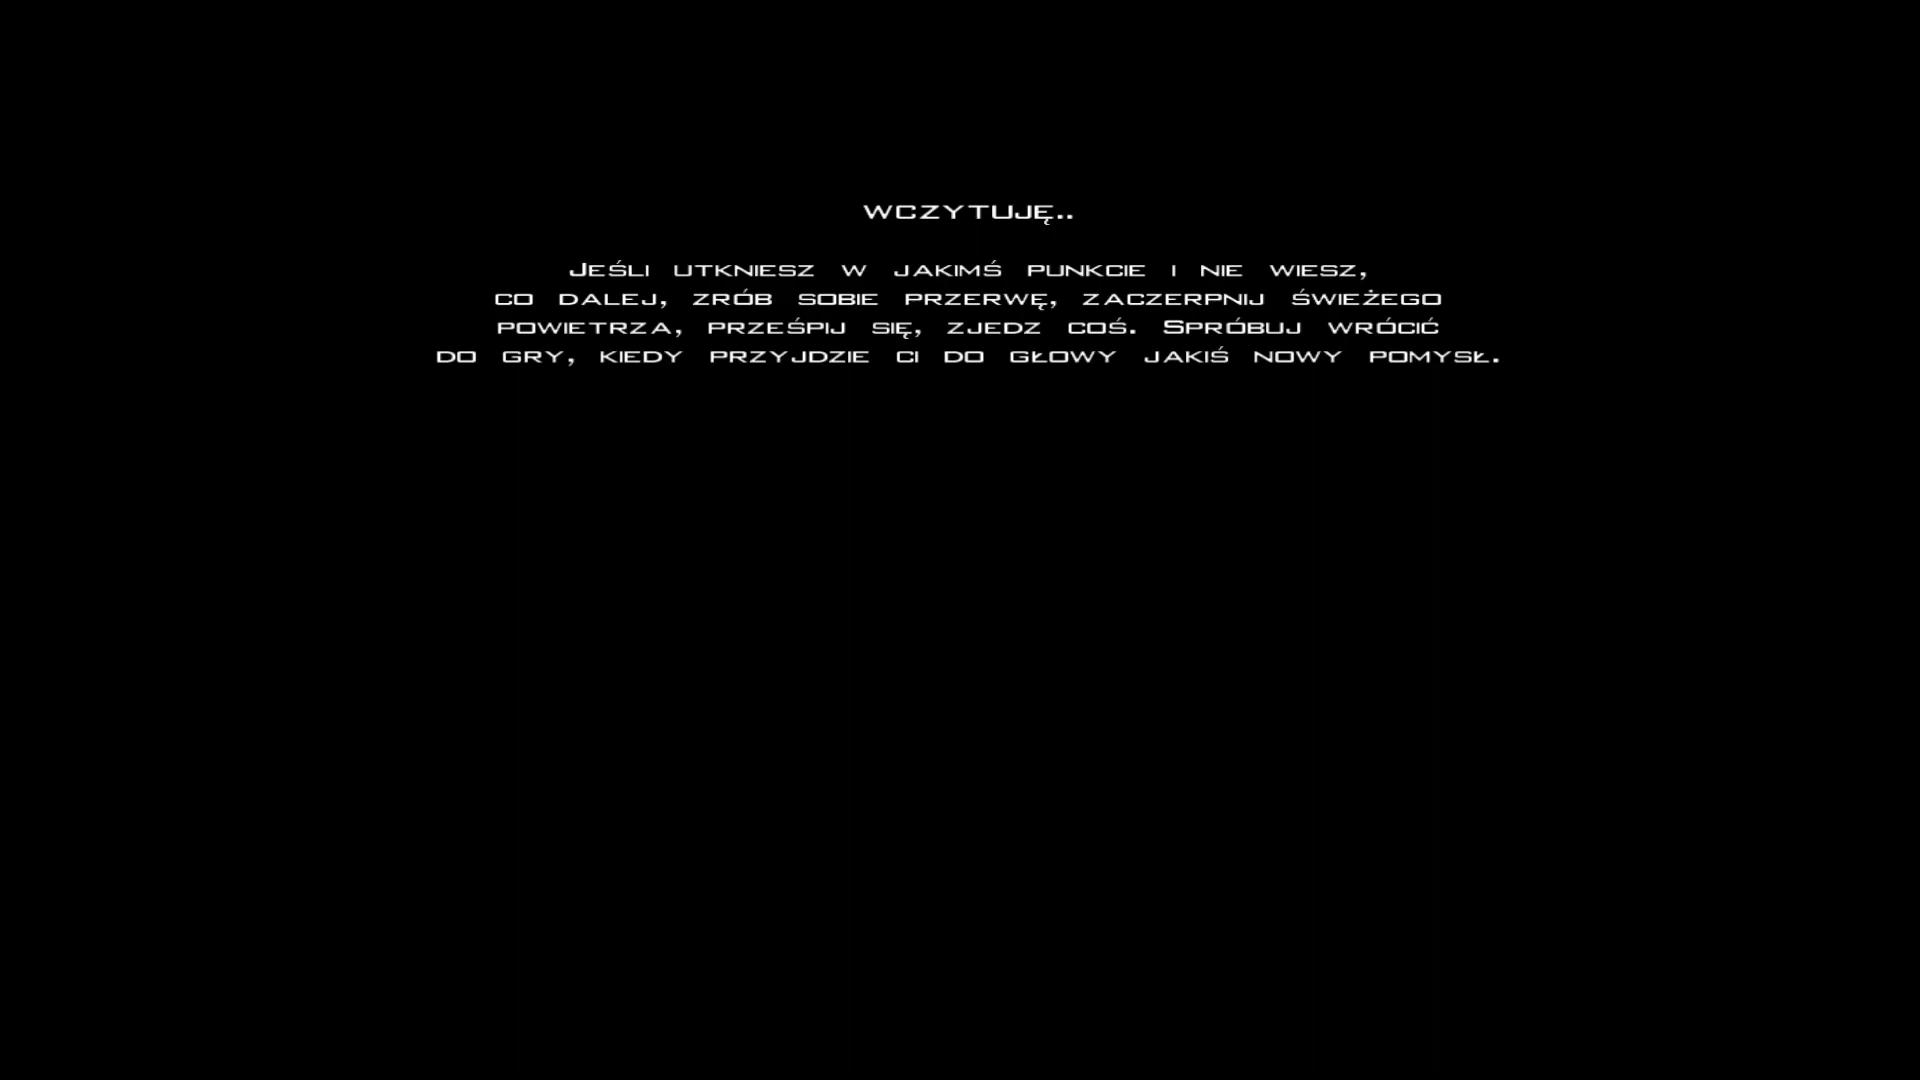 WCZYTUJĘ..
JEŚLI UTKNIESZ W JAKIMŚ PUNKCIE I NIE WIESZ,
CO DALEJ, ZRÓB SOBIE PRZERWĘ, ZACZERPNIJ ŚWIEŻEGO
POWIETRZA, PRZEŚPIJ SIĘ, ZJEDZ COŚ. SPRÓBUJ WRÓCIĆ
DO GRY, KIEDY PRZYJDZIE CI DO GŁOWY JAKIŚ NOWY POMYSŁ.